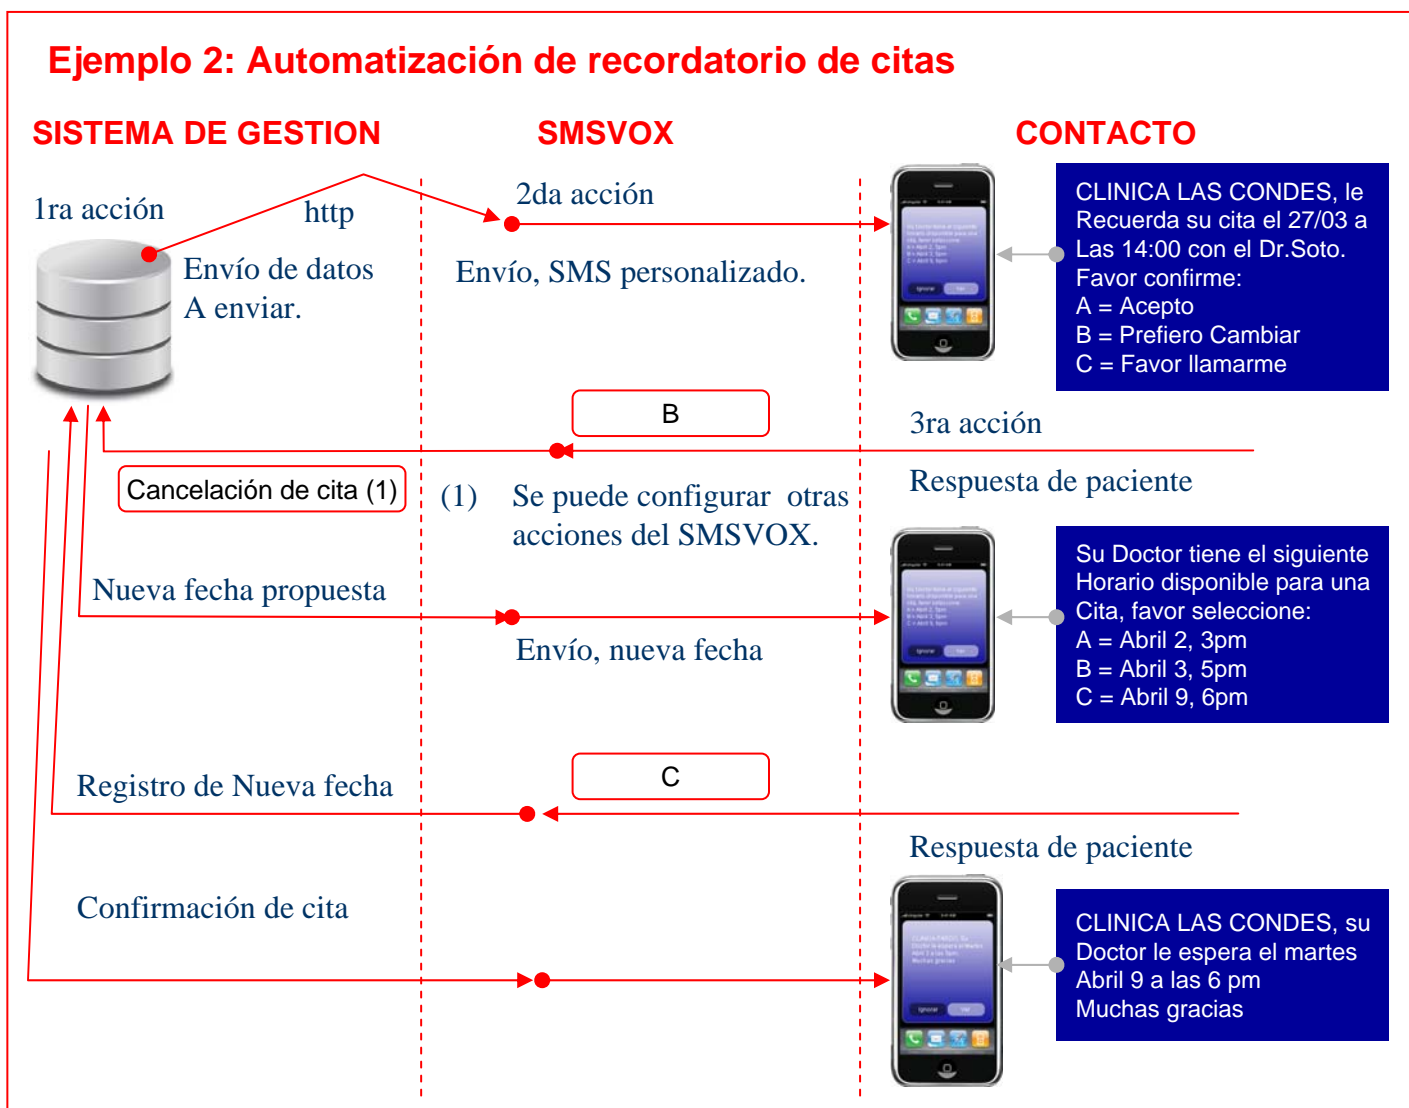 Ejemplo 2: Automatización de recordatorio de citas
SISTEMA DE GESTION
SMSVOX
CONTACTO
1ra acción
http
Envío de datos
A enviar.
2da acción
Envío, SMS personalizado.
CLINICA LAS CONDES, le
Recuerda su cita el 27/03 a
Las 14:00 con el Dr.Soto.
Favor confirme:
A = Acepto
B = Prefiero Cambiar
C = Favor llamarme
B
3ra acción
Cancelación de cita (1)
(1) Se puede configurar otras
acciones del SMSVOX.
Respuesta de paciente
Nueva fecha propuesta
Envío, nueva fecha
Su Doctor tiene el siguiente
Horario disponible para una
Cita, favor seleccione:
A = Abril 2, 3pm
B = Abril 3, 5pm
C = Abril 9, 6pm
Registro de Nueva fecha
C
Respuesta de paciente
Confirmación de cita
CLINICA LAS CONDES, su
Doctor le espera el martes
Abril 9 a las 6 pm
Muchas gracias